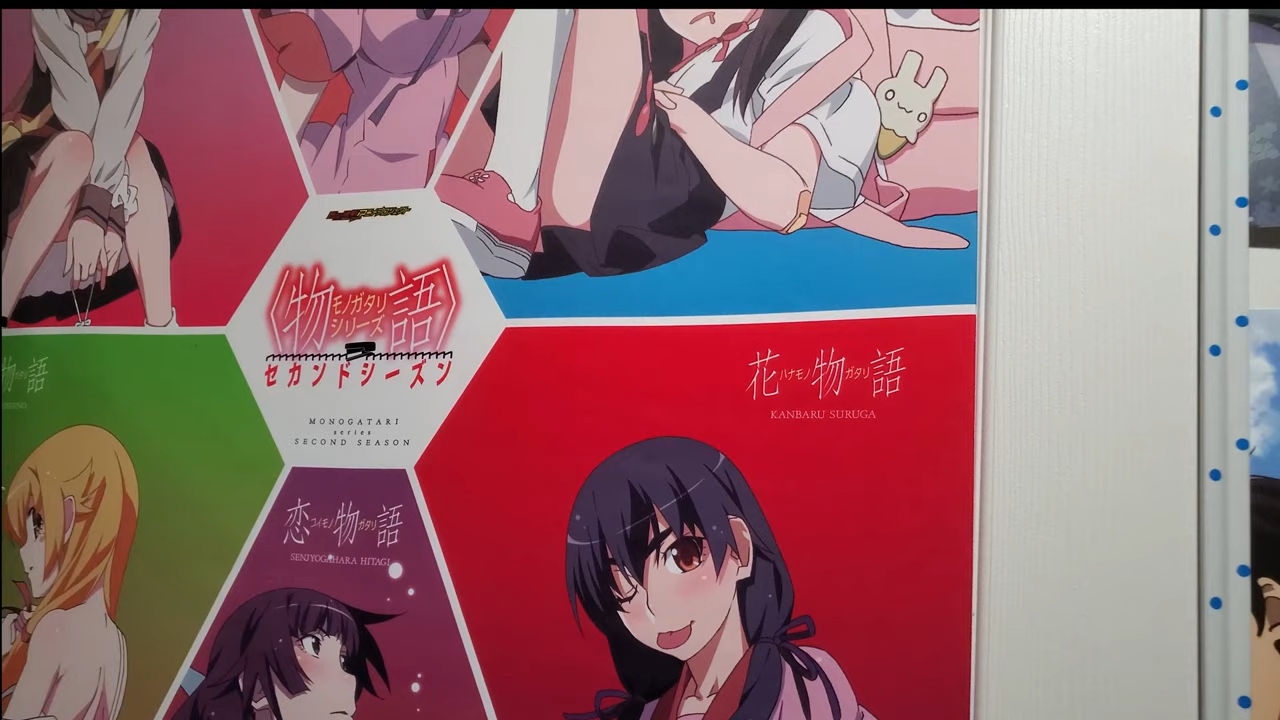 〈物語〉
モノガタリ
シリーズ
セカンドシーズン
MONOGATARI
series
SECOND SEASON
物語
花物語
ハナモノ ガタリ
KANBARU SURUGA
恋物語
コイモノ ガタリ
SENJYOGAHARA HITAGI